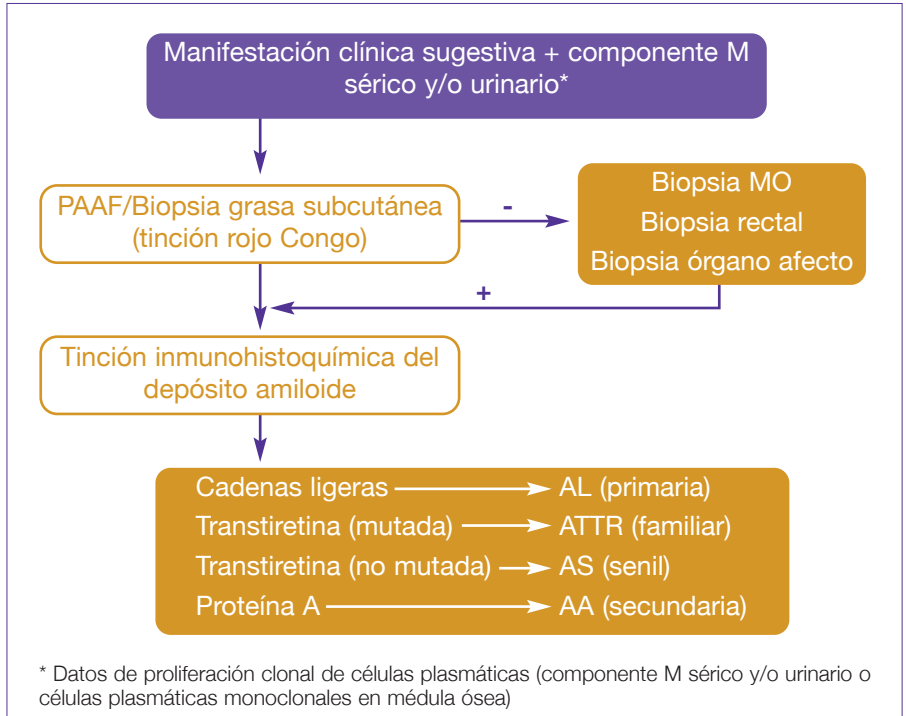 Manifestación clínica sugestiva + componente M
sérico y/o urinario*
PAAF/Biopsia grasa subcutánea
(tinción rojo Congo)
-
Biopsia MO
Biopsia rectal
Biopsia órgano afecto
+
Tinción inmunohistoquímica del
depósito amiloide
Cadenas ligeras AL (primaria)
Transtiretina (mutada) ATTR (familiar)
Transtiretina (no mutada) AS (senil)
Proteína A AA (secundaria)
* Datos de proliferación clonal de células plasmáticas (componente M sérico y/o urinario o
células plasmáticas monoclonales en médula ósea)